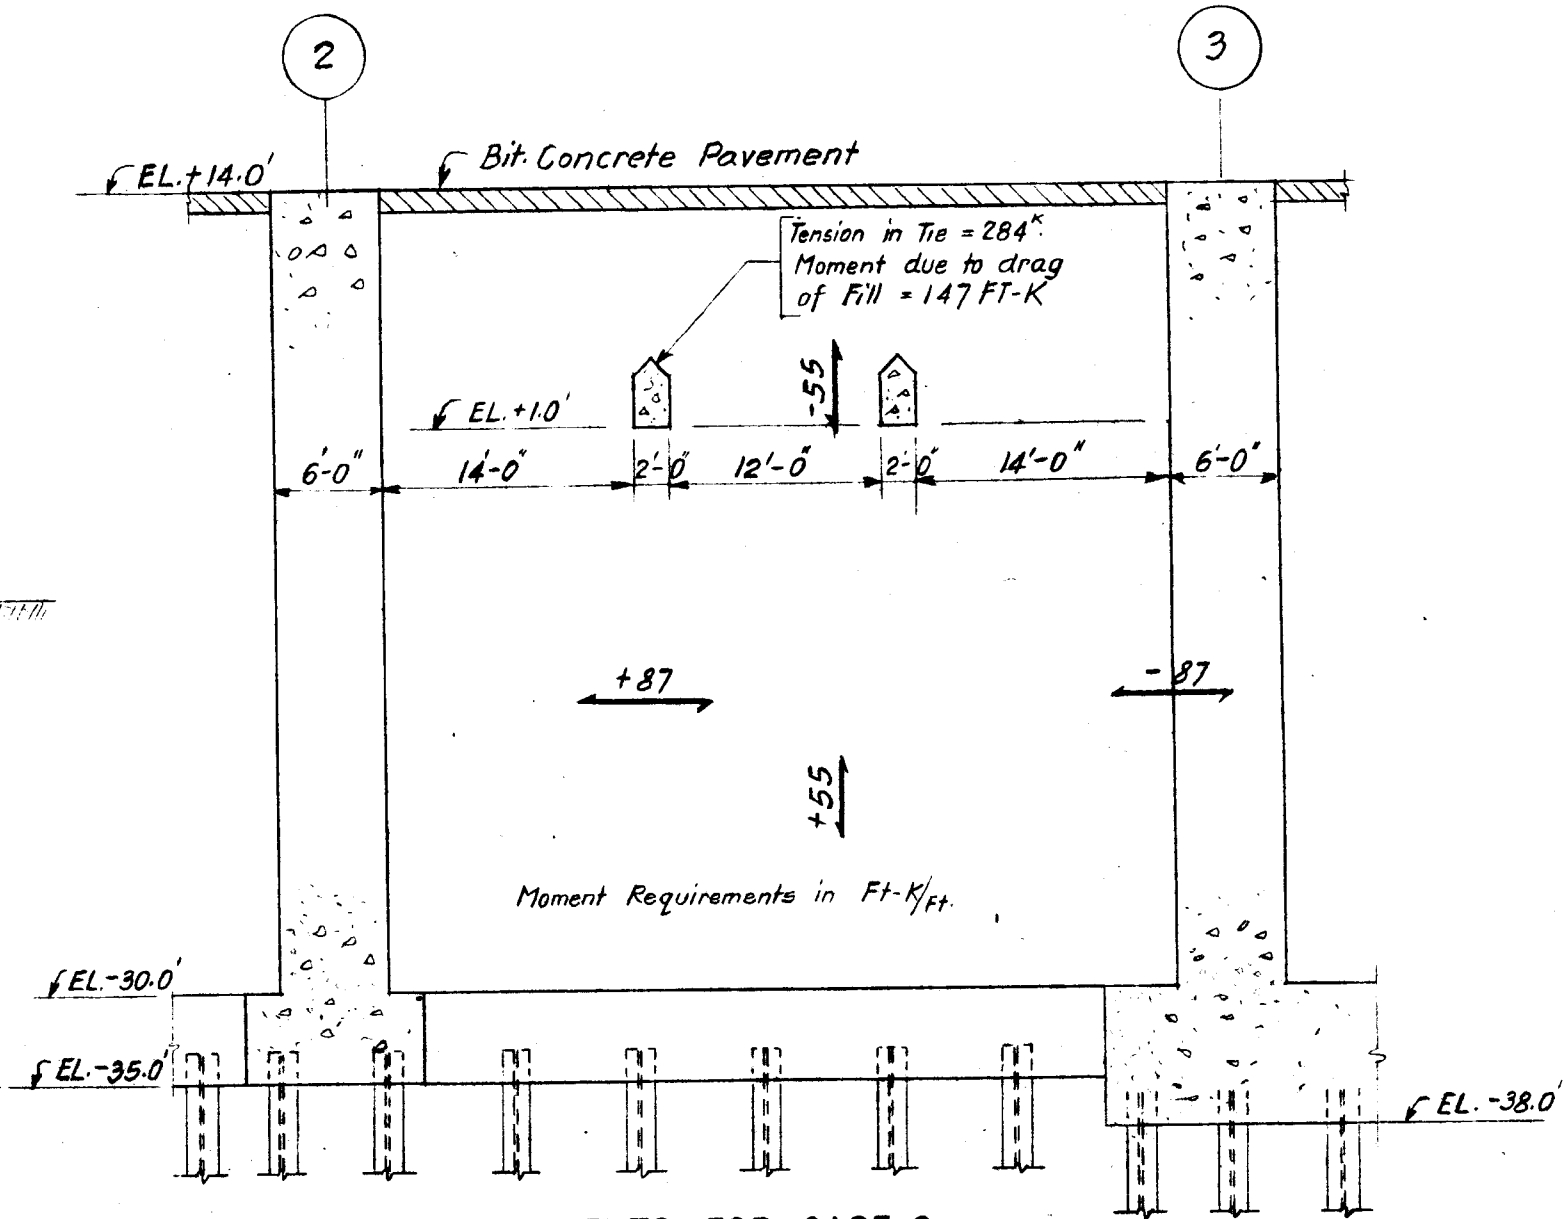 2
3
EL.+14.0'
Bit. Concrete Pavement
Tension in Tie = 284ᴷ.
Moment due to drag
of Fill = 147 FT-K
-55
EL.+1.0'
6'-0"
14'-0"
2'-0"
12'-0"
2'-0"
14'-0"
6'-0"
+87
-87
+55
Moment Requirements in Ft-K/Ft.
EL.-30.0'
EL.-35.0'
EL. -38.0'